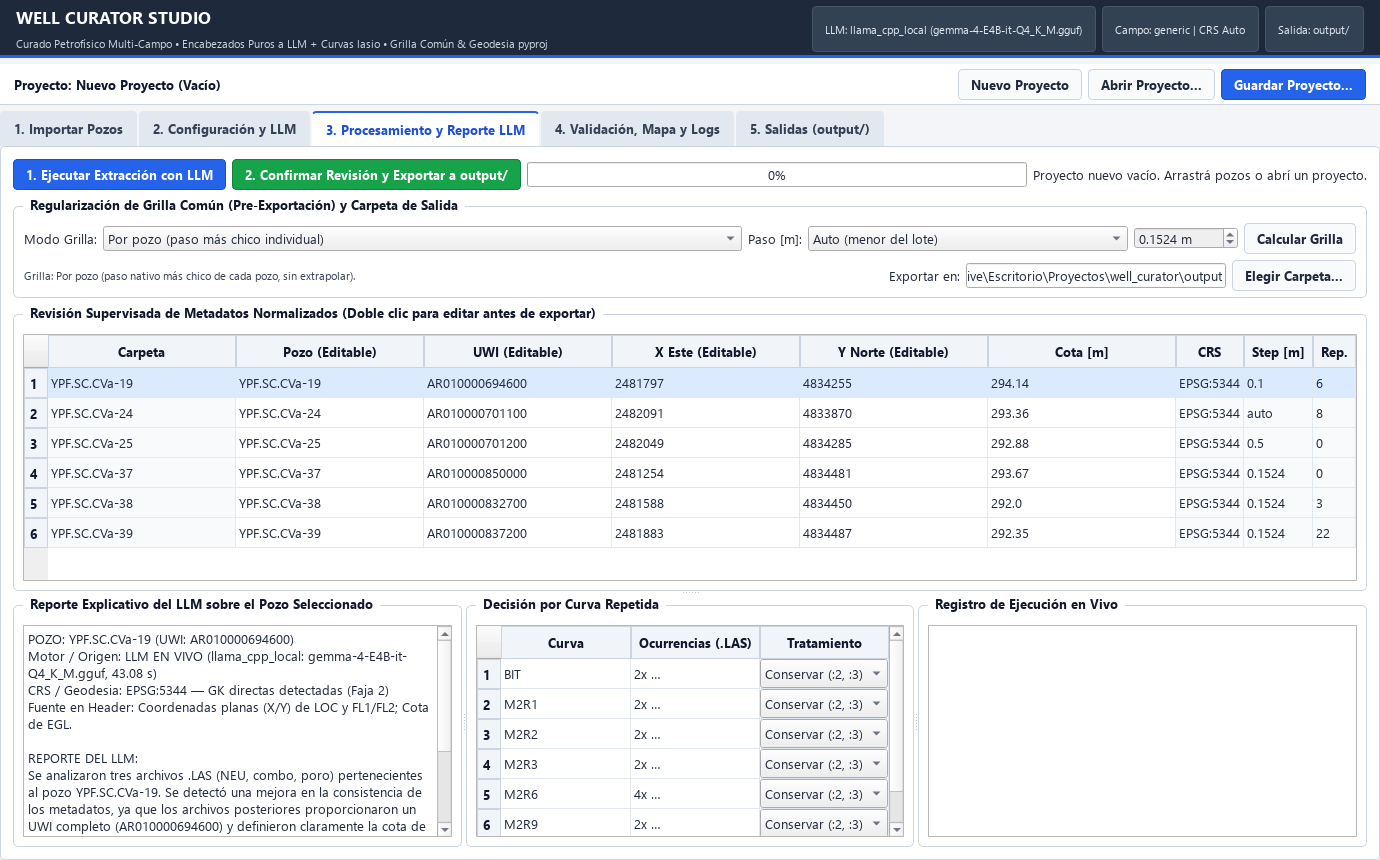 WELL CURATOR STUDIO
Curado Petrofísico Multi-Campo • Encabezados Puros a LLM + Curvas lasio • Grilla Común & Geodesia pyproj
LLM: llama_cpp_local (gemma-4-E4B-it-Q4_K_M.gguf)
Campo: generic | CRS Auto
Salida: output/
Proyecto: Nuevo Proyecto (Vacío)
Nuevo Proyecto
Abrir Proyecto...
Guardar Proyecto...
1. Importar Pozos
2. Configuración y LLM
3. Procesamiento y Reporte LLM
4. Validación, Mapa y Logs
5. Salidas (output/)
1. Ejecutar Extracción con LLM
2. Confirmar Revisión y Exportar a output/
0%
Proyecto nuevo vacío. Arrastrá pozos o abrí un proyecto.
Regularización de Grilla Común (Pre-Exportación) y Carpeta de Salida
Modo Grilla: Por pozo (paso más chico individual) Paso [m]: Auto (menor del lote) 0.1524 m Calcular Grilla
Grilla: Por pozo (paso nativo más chico de cada pozo, sin extrapolar). Exportar en: ive\Escritorio\Proyectos\well_curator\output Elegir Carpeta...
Revisión Supervisada de Metadatos Normalizados (Doble clic para editar antes de exportar)
Carpeta Pozo (Editable) UWI (Editable) X Este (Editable) Y Norte (Editable) Cota [m] CRS Step [m] Rep.
1 YPF.SC.CVa-19 YPF.SC.CVa-19 AR010000694600 2481797 4834255 294.14 EPSG:5344 0.1 6
2 YPF.SC.CVa-24 YPF.SC.CVa-24 AR010000701100 2482091 4833870 293.36 EPSG:5344 auto 8
3 YPF.SC.CVa-25 YPF.SC.CVa-25 AR010000701200 2482049 4834285 292.88 EPSG:5344 0.5 0
4 YPF.SC.CVa-37 YPF.SC.CVa-37 AR010000850000 2481254 4834481 293.67 EPSG:5344 0.1524 0
5 YPF.SC.CVa-38 YPF.SC.CVa-38 AR010000832700 2481588 4834450 292.0 EPSG:5344 0.1524 3
6 YPF.SC.CVa-39 YPF.SC.CVa-39 AR010000837200 2481883 4834487 292.35 EPSG:5344 0.1524 22
Reporte Explicativo del LLM sobre el Pozo Seleccionado
POZO: YPF.SC.CVa-19 (UWI: AR010000694600)
Motor / Origen: LLM EN VIVO (llama_cpp_local: gemma-4-E4B-it-
Q4_K_M.gguf, 43.08 s)
CRS / Geodesia: EPSG:5344 — GK directas detectadas (Faja 2)
Fuente en Header: Coordenadas planas (X/Y) de LOC y FL1/FL2; Cota
de EGL.
REPORTE DEL LLM:
Se analizaron tres archivos .LAS (NEU, combo, poro) pertenecientes
al pozo YPF.SC.CVa-19. Se detectó una mejora en la consistencia de
los metadatos, ya que los archivos posteriores proporcionaron un
UWI completo (AR010000694600) y definieron claramente la cota de
Decisión por Curva Repetida
Curva Ocurrencias (.LAS) Tratamiento
1 BIT 2x ... Conservar (:2, :3)
2 M2R1 2x ... Conservar (:2, :3)
3 M2R2 2x ... Conservar (:2, :3)
4 M2R3 2x ... Conservar (:2, :3)
5 M2R6 4x ... Conservar (:2, :3)
6 M2R9 2x ... Conservar (:2, :3)
Registro de Ejecución en Vivo